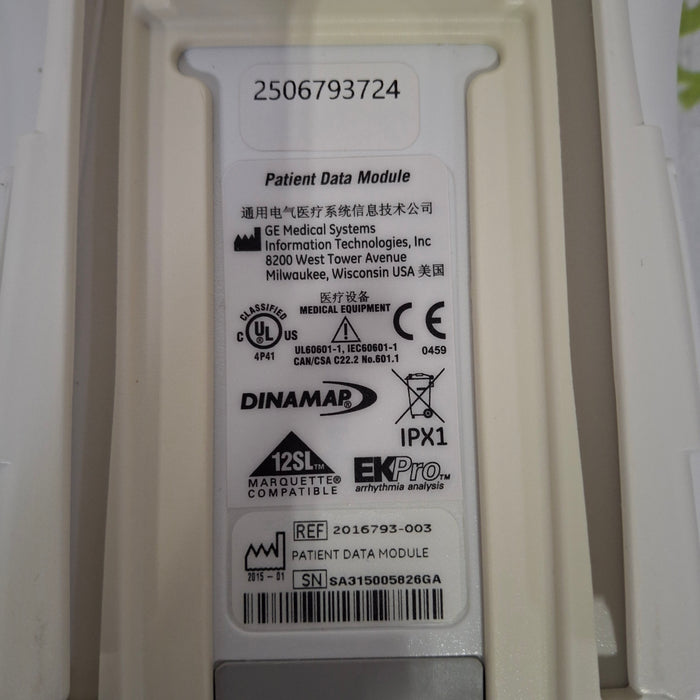 2506793724
Patient Data Module
通用电气医疗系统信息技术公司
GE Medical Systems
Information Technologies, Inc
8200 West Tower Avenue
Milwaukee, Wisconsin USA 美国
医疗设备
MEDICAL EQUIPMENT
CLASSIFIED
C UL US
4P41
UL60601-1, IEC60601-1
CAN/CSA C22.2 No.601.1
CE
0459
DINAMAP®
IPX1
12SL™
MARQUETTE®
COMPATIBLE
EK-Pro™
arrhythmia analysis
REF 2016793-003
PATIENT DATA MODULE
2015-01
SN SA315005826GA